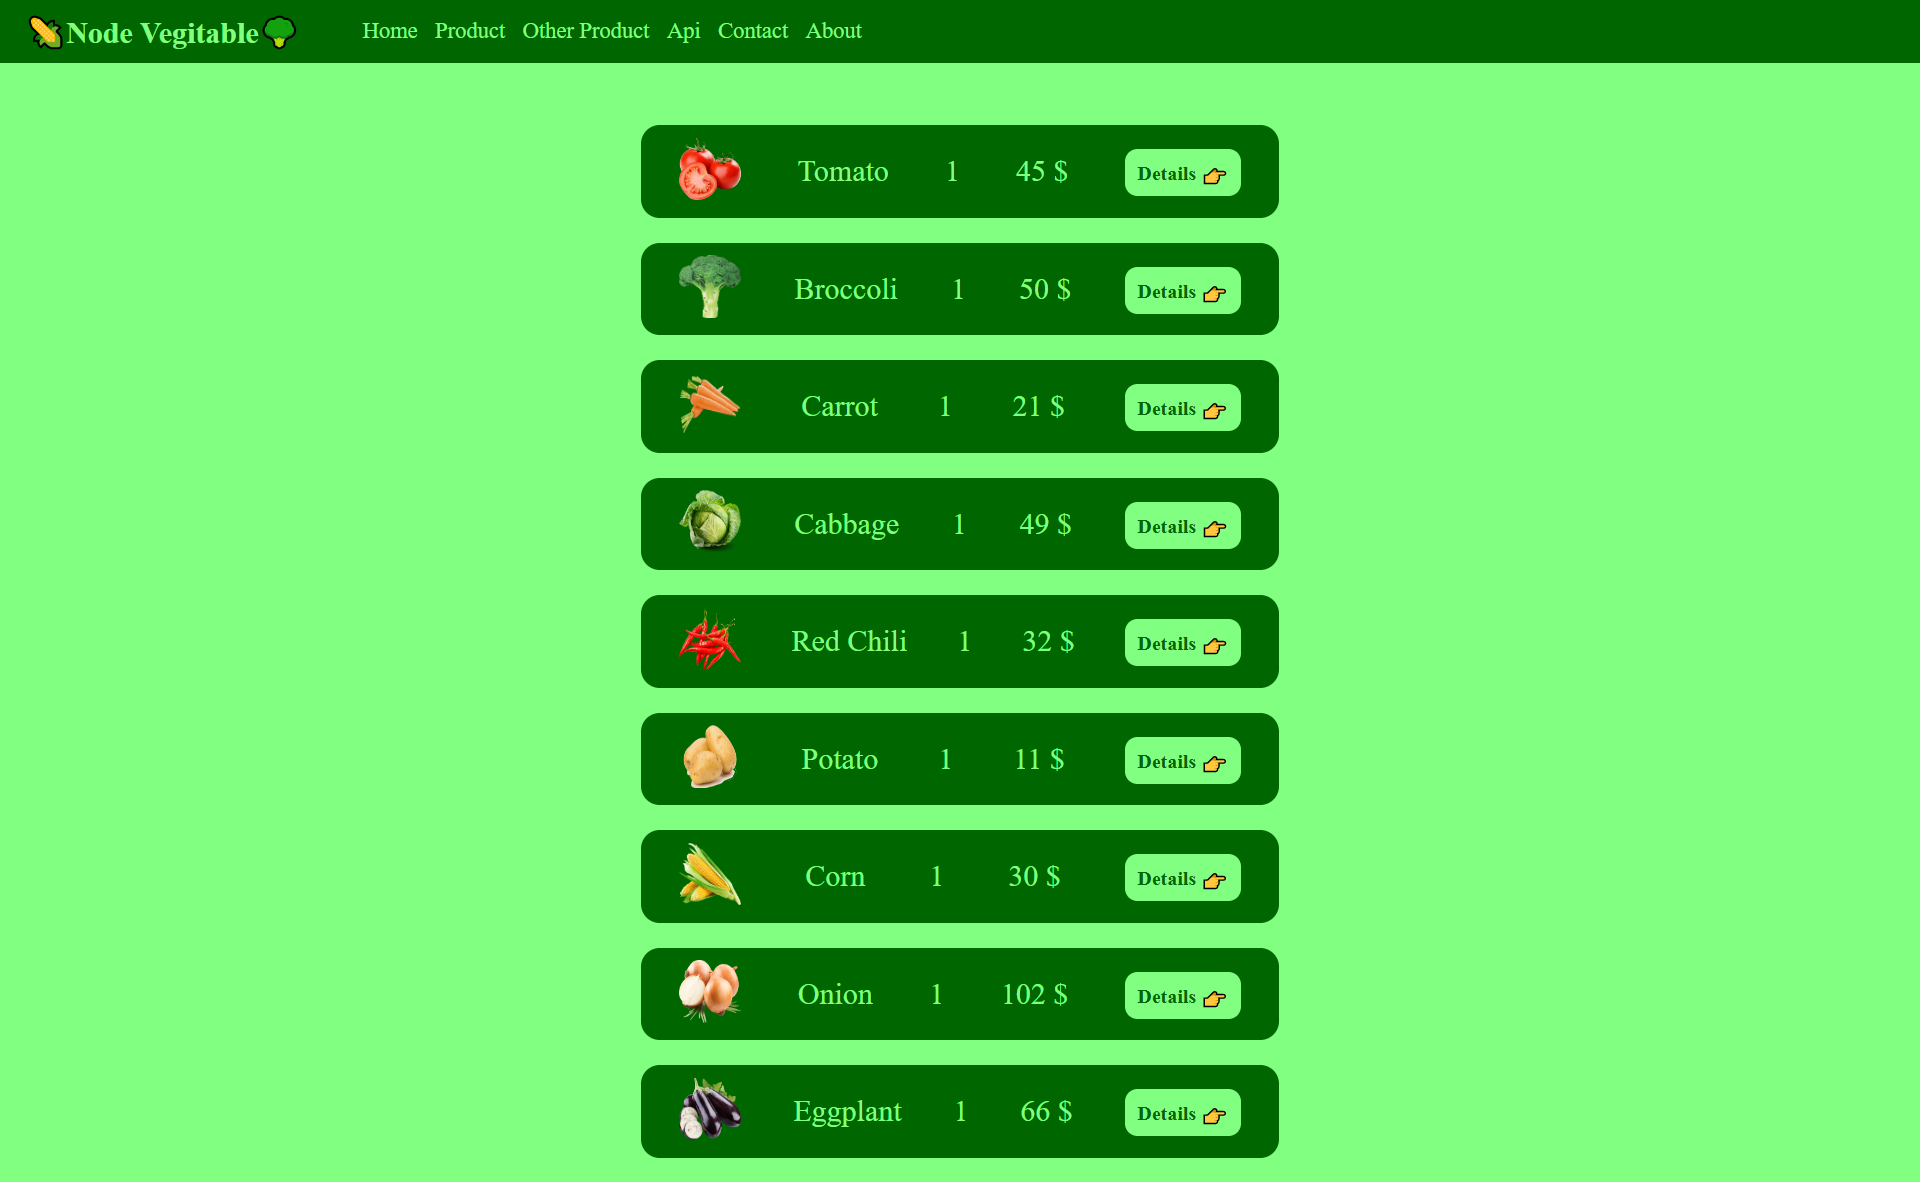 🌽Node Vegitable🥦 Home Product Other Product Api Contact About
Tomato 1 45 $ Details 👉
Broccoli 1 50 $ Details 👉
Carrot 1 21 $ Details 👉
Cabbage 1 49 $ Details 👉
Red Chili 1 32 $ Details 👉
Potato 1 11 $ Details 👉
Corn 1 30 $ Details 👉
Onion 1 102 $ Details 👉
Eggplant 1 66 $ Details 👉